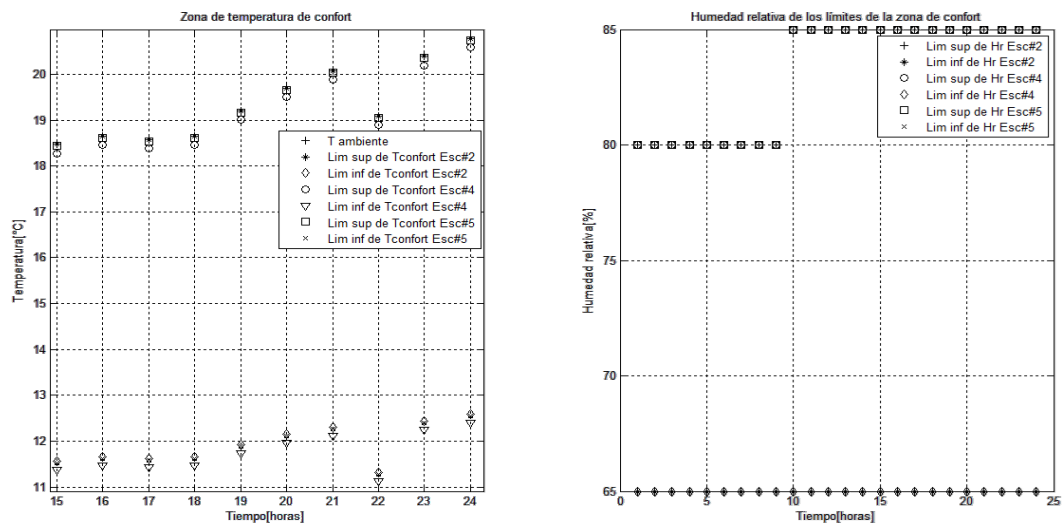 Zona de temperatura de confort
20
19
18
17
16
15
14
13
12
11
Temperatura[ºC]
T ambiente
Lim sup de Tconfort Esc#2
Lim inf de Tconfort Esc#2
Lim sup de Tconfort Esc#4
Lim inf de Tconfort Esc#4
Lim sup de Tconfort Esc#5
Lim inf de Tconfort Esc#5
15 16 17 18 19 20 21 22 23 24
Tiempo[horas]
Humedad relativa de los límites de la zona de confort
85
80
75
70
65
Humedad relativa[%]
Lim sup de Hr Esc#2
Lim inf de Hr Esc#2
Lim sup de Hr Esc#4
Lim inf de Hr Esc#4
Lim sup de Hr Esc#5
Lim inf de Hr Esc#5
0 5 10 15 20 25
Tiempo[horas]